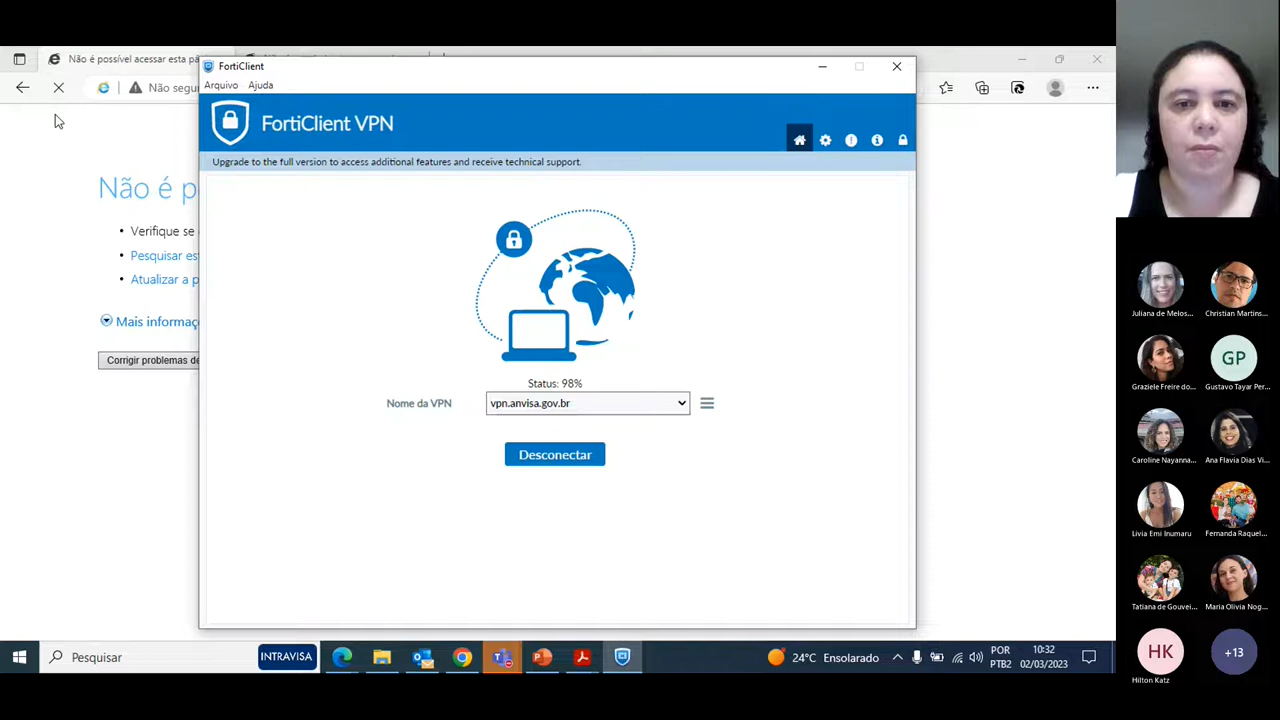 Não é possível acessar esta pá
Não segu
Não é p
Verifique se
Pesquisar es
Atualizar a p
Mais informaç
Corrigir problemas de
FortiClient
Arquivo Ajuda
FortiClient VPN
Upgrade to the full version to access additional features and receive technical support.
Status: 98%
Nome da VPN vpn.anvisa.gov.br
Desconectar
Juliana de Melos... Christian Martins...
Graziele Freire do... GP Gustavo Tayar Per...
Caroline Nayanna... Ana Flavia Dias Vi...
Livia Emi Inumaru Fernanda Raquel...
Tatiana de Gouvei... Maria Olivia Nog...
HK +13
Hilton Katz
Pesquisar INTRAVISA 24°C Ensolarado POR PTB2 10:32 02/03/2023